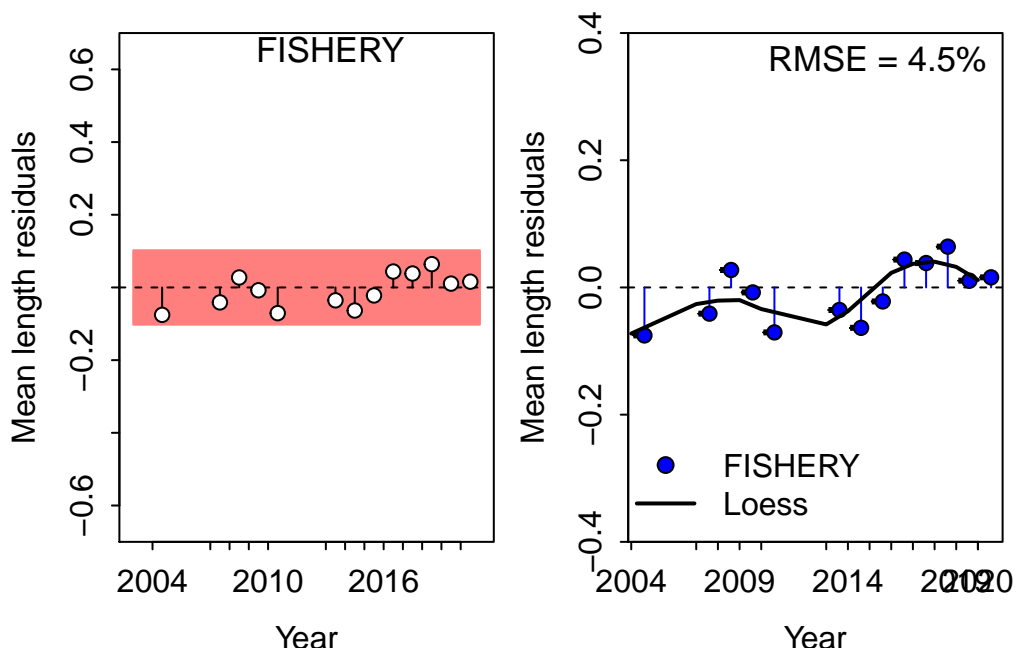 FISHERY
Mean length residuals
0.6
0.4
0.2
−0.2
−0.6
2004 2010 2016
Year
RMSE = 4.5%
Mean length residuals
0.4
0.2
0.0
−0.2
−0.4
FISHERY
Loess
2004 2009 2014 2019 2020
Year